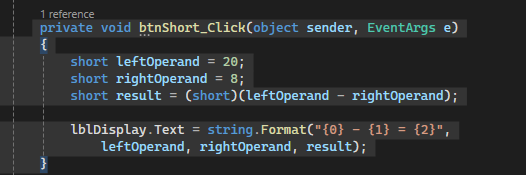 1 reference
private void btnShort_Click(object sender, EventArgs e)
{
    short leftOperand = 20;
    short rightOperand = 8;
    short result = (short)(leftOperand - rightOperand);

    lblDisplay.Text = string.Format("{0} - {1} = {2}",
        leftOperand, rightOperand, result);
}